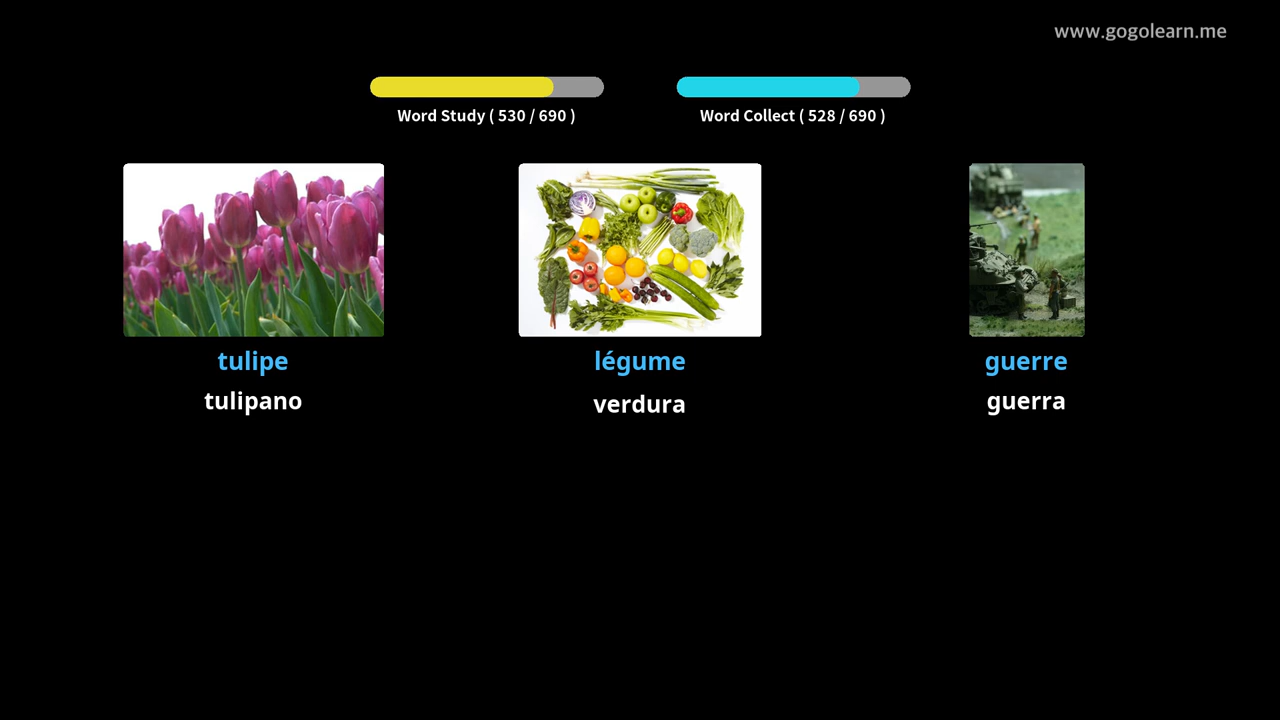 www.gogolearn.me
Word Study ( 530 / 690 )
Word Collect ( 528 / 690 )
tulipe
tulipano
légume
verdura
guerre
guerra